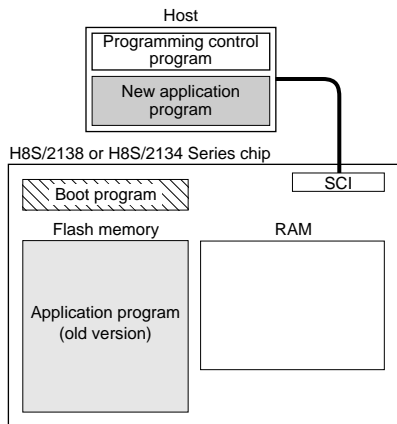 Host
Programming control
program
New application
program
H8S/2138 or H8S/2134 Series chip
SCI
Boot program
Flash memory
RAM
Application program
(old version)